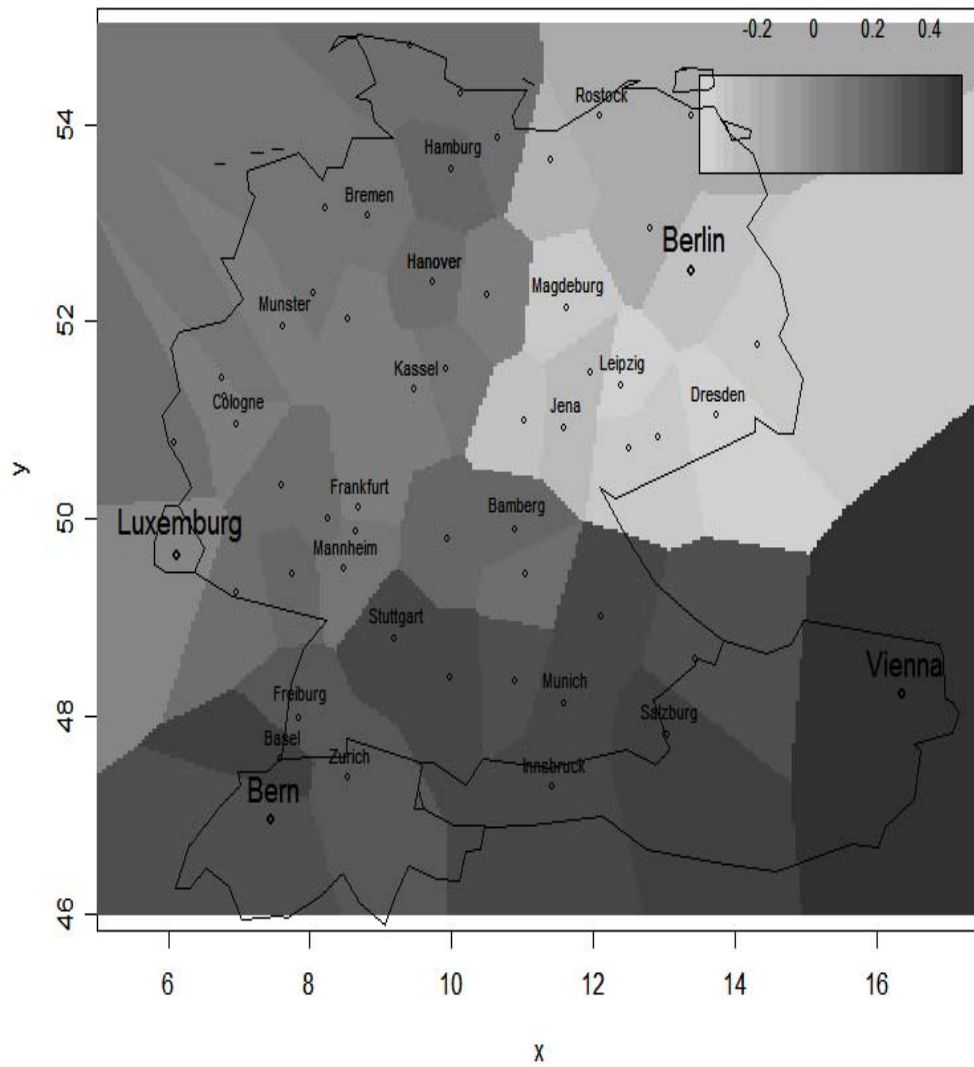 -0.2 0 0.2 0.4
Rostock
54
Hamburg
Bremen
Berlin
Hanover
Magdeburg
Munster
52
Kassel
Leipzig
Cologne
Jena
Dresden
Frankfurt
Bamberg
50
Luxemburg
Mannheim
y
Stuttgart
Vienna
Munich
Freiburg
48
Salzburg
Basel
Zurich
Innsbruck
Bern
46
6 8 10 12 14 16
x